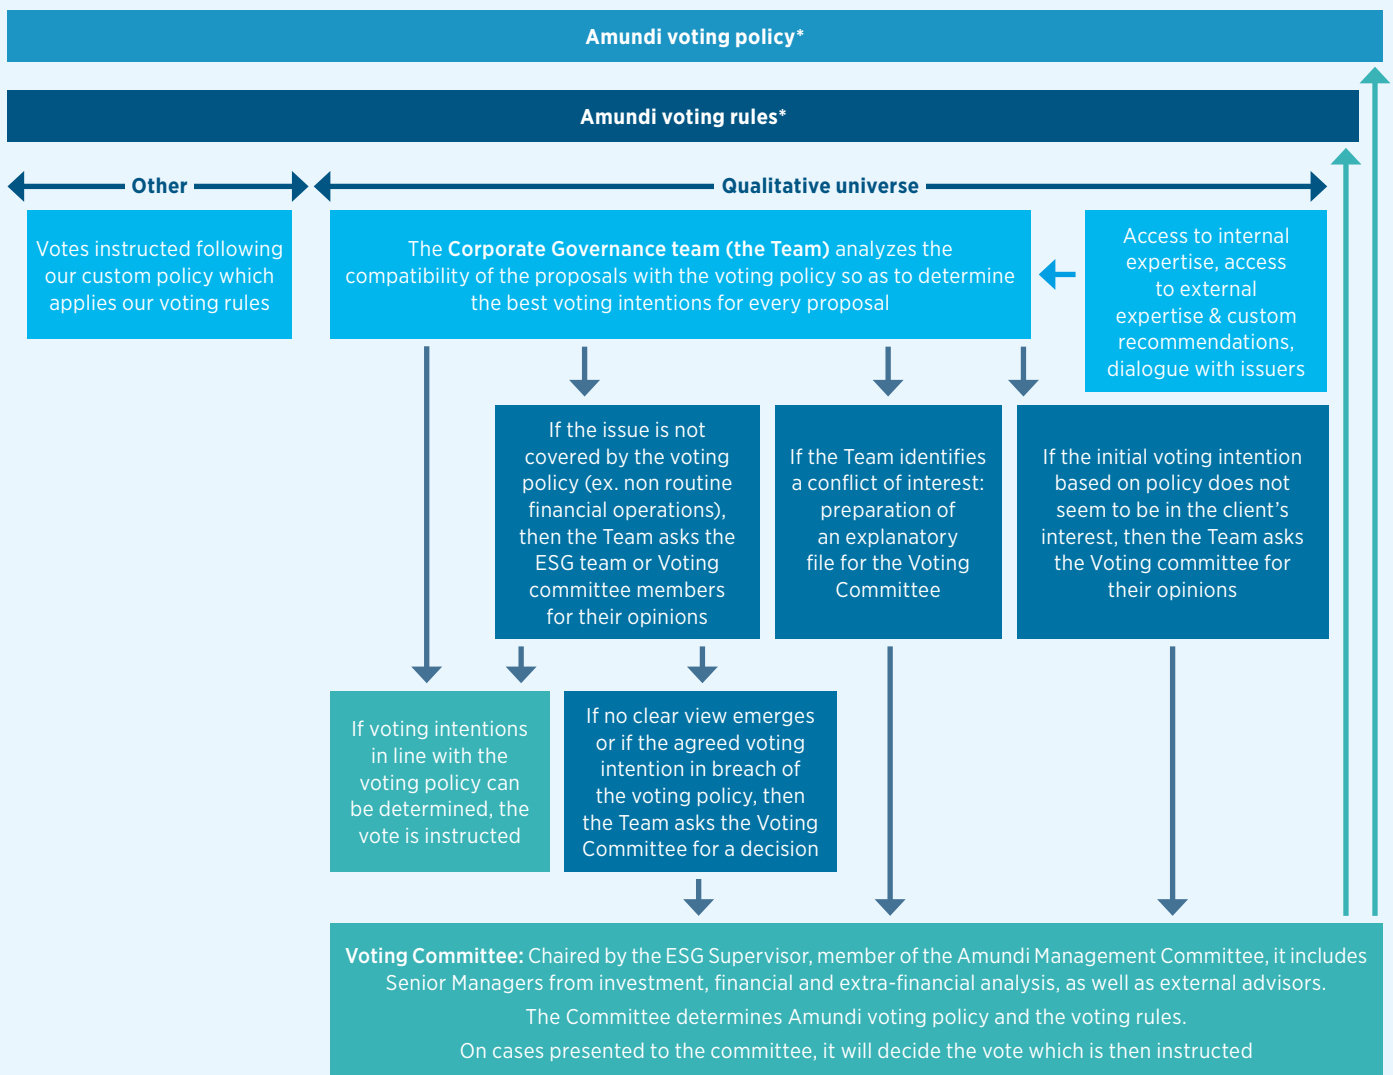 Amundi voting policy*
Amundi voting rules*
Other
Qualitative universe
Votes instructed following
our custom policy which
applies our voting rules
The Corporate Governance team (the Team) analyzes the
compatibility of the proposals with the voting policy so as to determine
the best voting intentions for every proposal
Access to internal
expertise, access
to external
expertise & custom
recommendations,
dialogue with issuers
If the issue is not
covered by the voting
policy (ex. non routine
financial operations),
then the Team asks the
ESG team or Voting
committee members
for their opinions
If the Team identifies
a conflict of interest:
preparation of
an explanatory
file for the Voting
Committee
If the initial voting intention
based on policy does not
seem to be in the client’s
interest, then the Team asks
the Voting committee for
their opinions
If voting intentions
in line with the
voting policy can
be determined, the
vote is instructed
If no clear view emerges
or if the agreed voting
intention in breach of
the voting policy, then
the Team asks the Voting
Committee for a decision
Voting Committee: Chaired by the ESG Supervisor, member of the Amundi Management Committee, it includes
Senior Managers from investment, financial and extra-financial analysis, as well as external advisors.
The Committee determines Amundi voting policy and the voting rules.
On cases presented to the committee, it will decide the vote which is then instructed